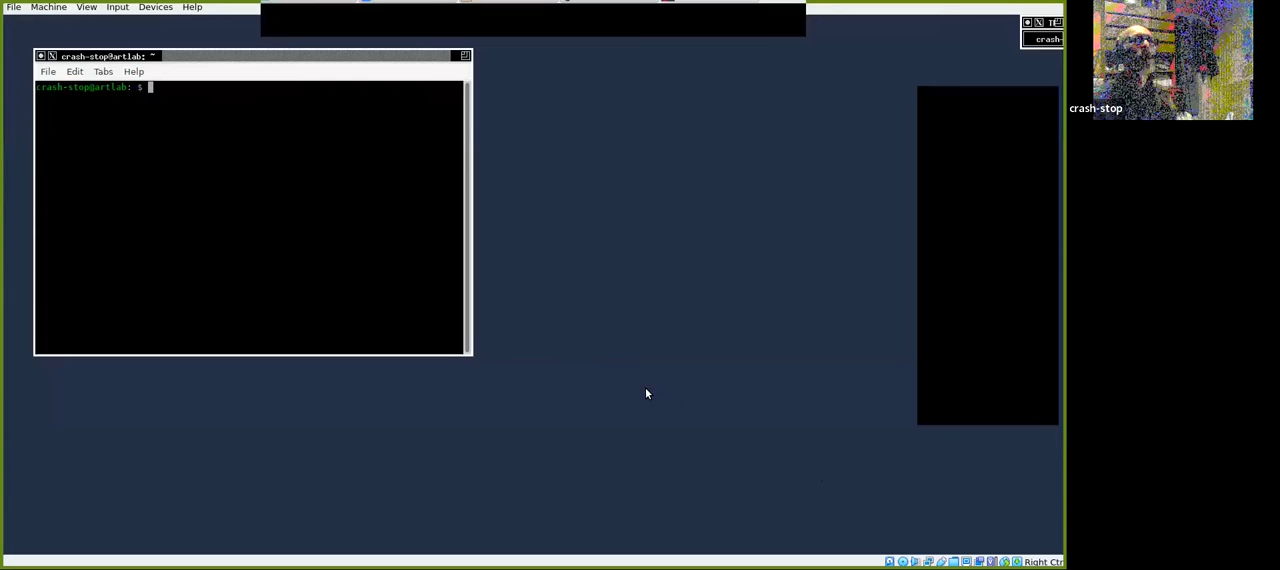 File Machine View Input Devices Help
crash-
crash-stop@artlab: ~
File Edit Tabs Help
crash-stop@artlab: $
crash-stop
Right Ctr